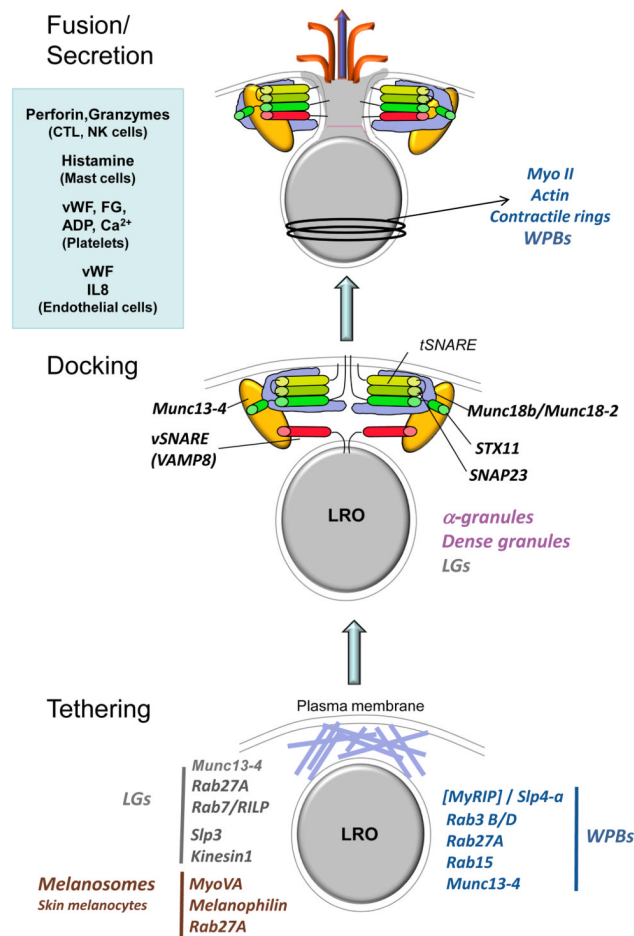 Fusion/
Secretion
Perforin,Granzymes
(CTL, NK cells)
Histamine
(Mast cells)
vWF, FG,
ADP, Ca²⁺
(Platelets)
vWF
IL8
(Endothelial cells)
Myo II
Actin
Contractile rings
WPBs
Docking
tSNARE
Munc13-4
Munc18b/Munc18-2
vSNARE
(VAMP8)
STX11
SNAP23
LRO
α-granules
Dense granules
LGs
Tethering
Plasma membrane
LGs
Munc13-4
Rab27A
Rab7/RILP
Slp3
Kinesin1
Melanosomes
Skin melanocytes
MyoVA
Melanophilin
Rab27A
LRO
[MyRIP] / Slp4-a
Rab3 B/D
Rab27A
Rab15
Munc13-4
WPBs